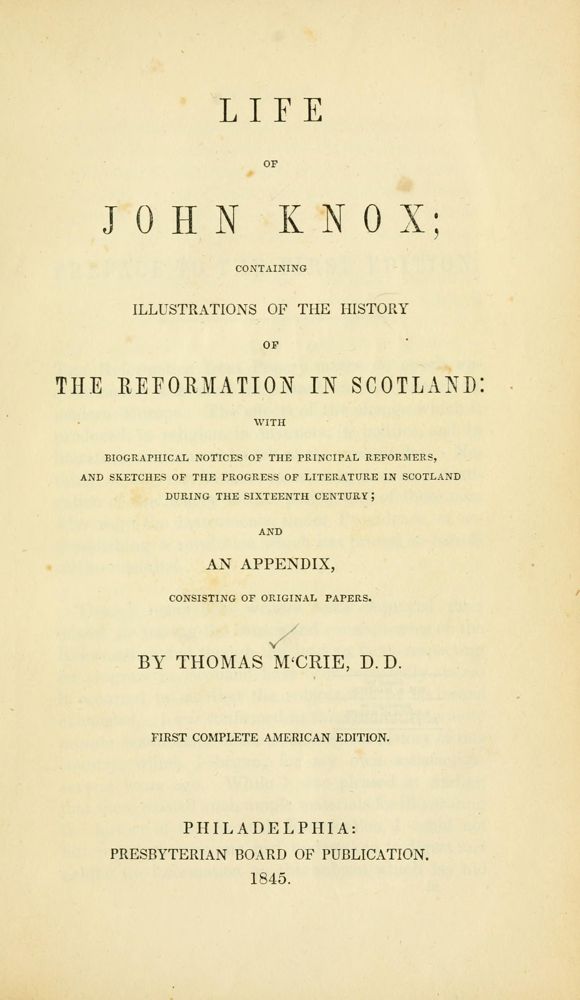 LIFE
OF
JOHN KNOX;
CONTAINING
ILLUSTRATIONS OF THE HISTORY
OF
THE REFORMATION IN SCOTLAND:
WITH
BIOGRAPHICAL NOTICES OF THE PRINCIPAL REFORMERS,
AND SKETCHES OF THE PROGRESS OF LITERATURE IN SCOTLAND
DURING THE SIXTEENTH CENTURY;
AND
AN APPENDIX,
CONSISTING OF ORIGINAL PAPERS.
BY THOMAS M‘CRIE, D.D.
FIRST COMPLETE AMERICAN EDITION.
PHILADELPHIA:
PRESBYTERIAN BOARD OF PUBLICATION.
1845.